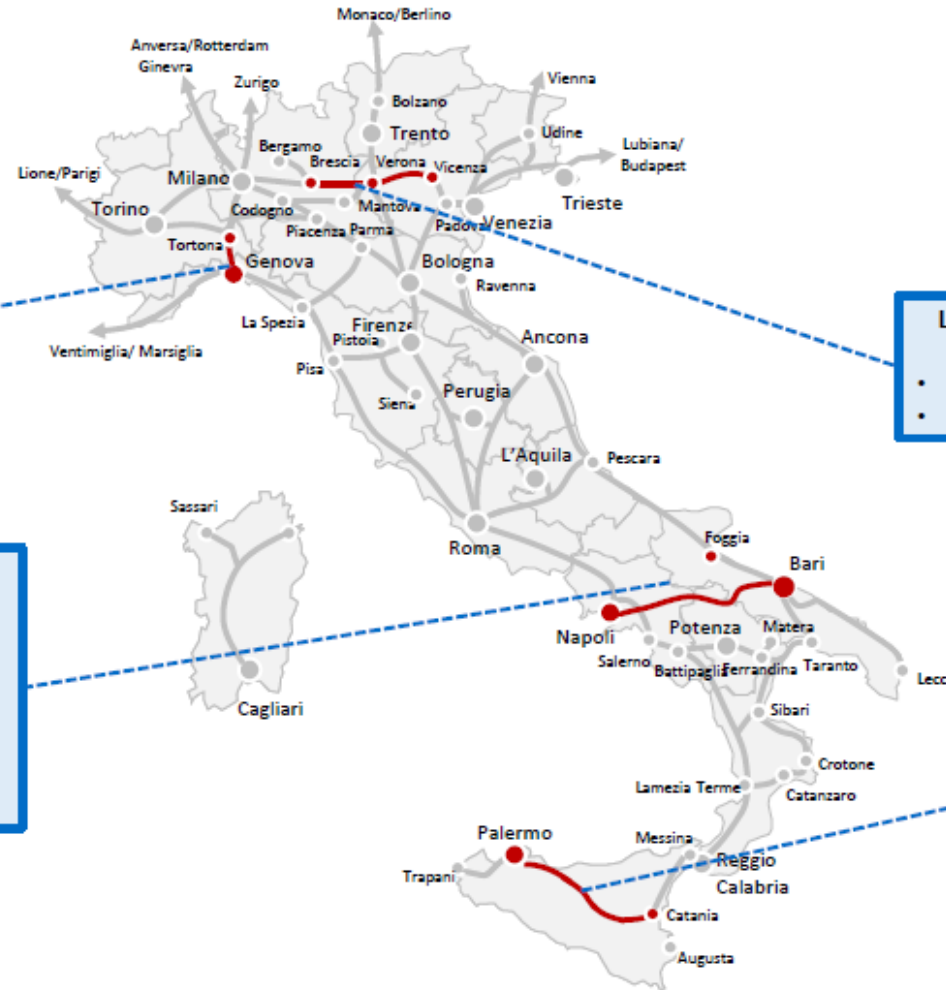 Monaco/Berlino
Anversa/Rotterdam
Ginevra
Zurigo
Vienna
Bolzano
Trento
Udine
Lubiana/
Budapest
Bergamo
Brescia
Verona
Vicenza
Lione/Parigi
Milano
Trieste
Torino
Codogno
Mantova
Padova
Venezia
Piacenza
Parma
Tortona
Genova
Bologna
Ravenna
La Spezia
Firenze
Pistoia
Ancona
Ventimiglia/ Marsiglia
Pisa
Perugia
Siena
L
•
•
L'Aquila
Pescara
Sassari
Roma
Foggia
Bari
Napoli
Potenza
Matera
Salerno
Battipaglia
Ferrandina
Taranto
Lecc
Cagliari
Sibari
Crotone
Lamezia Terme
Catanzaro
Palermo
Messina
Reggio
Calabria
Trapani
Catania
Augusta